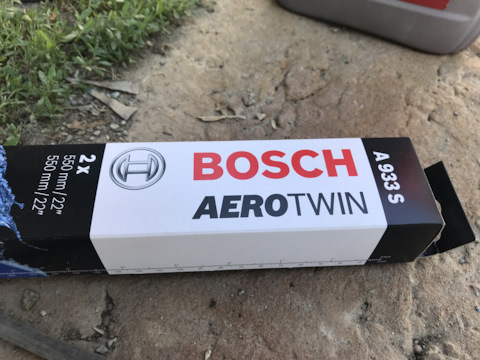 2x
550 mm / 22"
550 mm / 22"
BOSCH
AEROTWIN
A 933 S